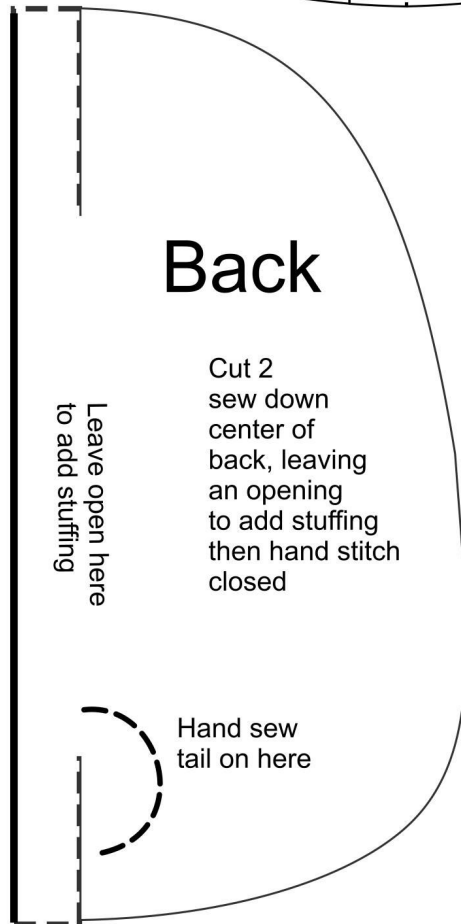 Back
Cut 2
sew down
center of
back, leaving
an opening
to add stuffing
then hand stitch
closed
Leave open here
to add stuffing
Hand sew
tail on here